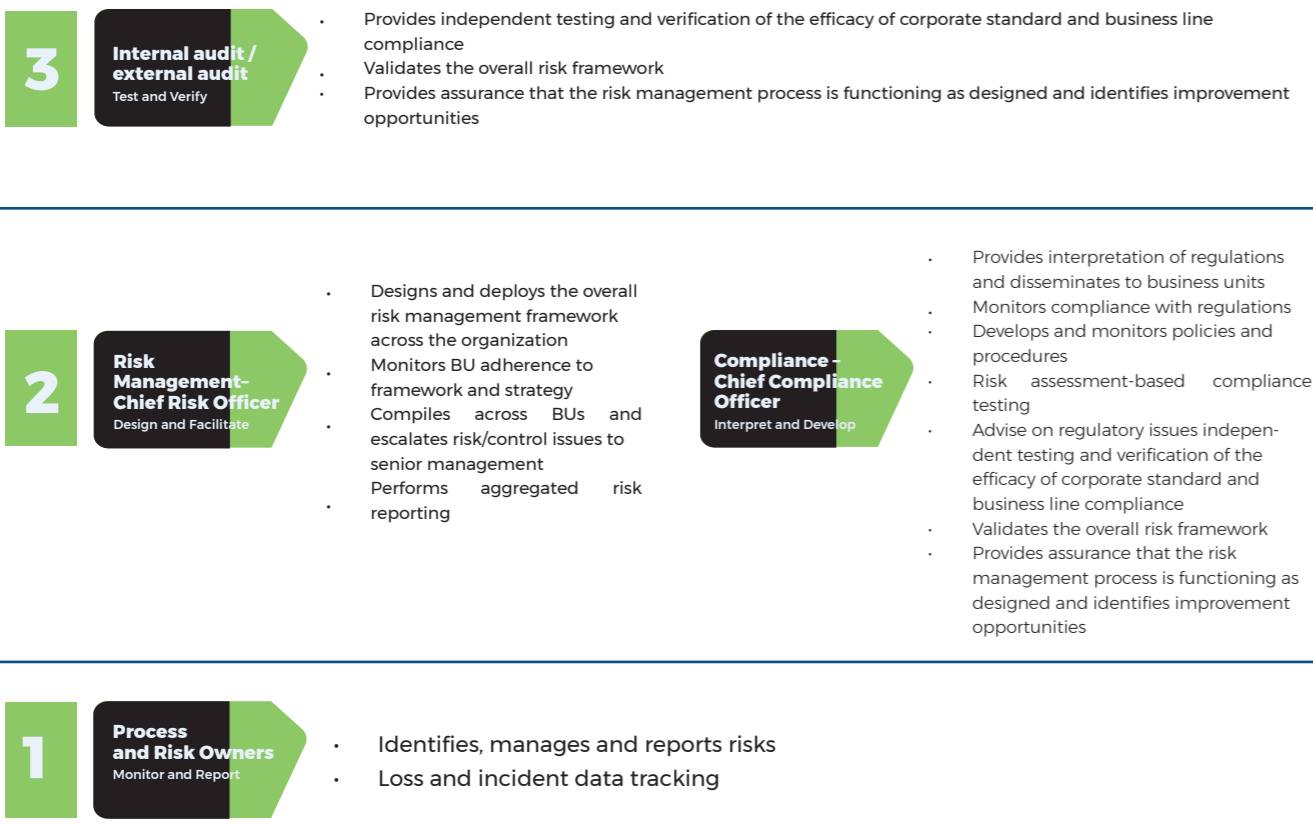 3
Internal audit /
external audit
Test and Verify
• Provides independent testing and verification of the efficacy of corporate standard and business line
compliance
• Validates the overall risk framework
• Provides assurance that the risk management process is functioning as designed and identifies improvement
opportunities
2
Risk
Management–
Chief Risk Officer
Design and Facilitate
• Designs and deploys the overall
risk management framework
across the organization
• Monitors BU adherence to
framework and strategy
• Compiles across BUs and
escalates risk/control issues to
senior management
• Performs aggregated risk
reporting
Compliance –
Chief Compliance
Officer
Interpret and Develop
• Provides interpretation of regulations
and disseminates to business units
• Monitors compliance with regulations
• Develops and monitors policies and
procedures
• Risk assessment-based compliance
testing
• Advise on regulatory issues indepen-
dent testing and verification of the
efficacy of corporate standard and
business line compliance
• Validates the overall risk framework
• Provides assurance that the risk
management process is functioning as
designed and identifies improvement
opportunities
1
Process
and Risk Owners
Monitor and Report
• Identifies, manages and reports risks
• Loss and incident data tracking